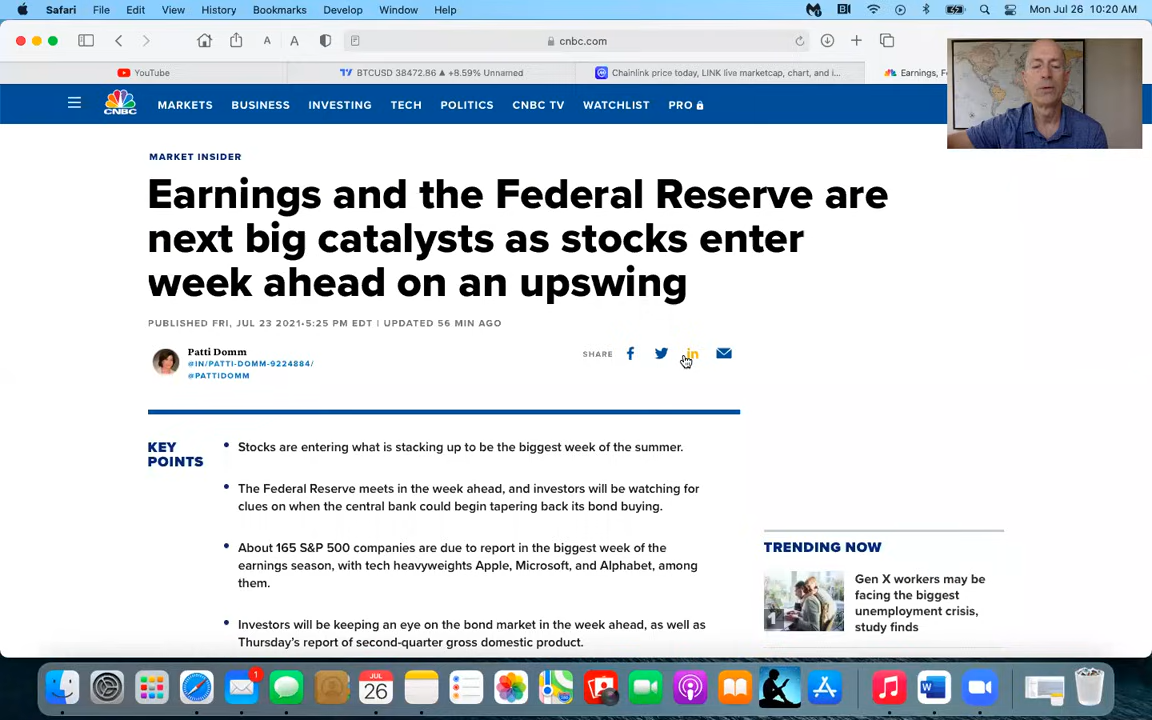 Safari File Edit View History Bookmarks Develop Window Help Mon Jul 26 10:20 AM
A A cnbc.com
YouTube BTCUSD 38472.86 ▲ +8.59% Unnamed Chainlink price today, LINK live marketcap, chart, and i... Earnings, F
CNBC MARKETS BUSINESS INVESTING TECH POLITICS CNBC TV WATCHLIST PRO
MARKET INSIDER
Earnings and the Federal Reserve are
next big catalysts as stocks enter
week ahead on an upswing
PUBLISHED FRI, JUL 23 2021•5:25 PM EDT | UPDATED 56 MIN AGO
Patti Domm
@IN/PATTI-DOMM-9224884/
@PATTIDOMM
SHARE f in
KEY
POINTS
• Stocks are entering what is stacking up to be the biggest week of the summer.
• The Federal Reserve meets in the week ahead, and investors will be watching for
clues on when the central bank could begin tapering back its bond buying.
• About 165 S&P 500 companies are due to report in the biggest week of the
earnings season, with tech heavyweights Apple, Microsoft, and Alphabet, among
them.
• Investors will be keeping an eye on the bond market in the week ahead, as well as
Thursday's report of second-quarter gross domestic product.
TRENDING NOW
1
Gen X workers may be
facing the biggest
unemployment crisis,
study finds
1
JUL
26
W